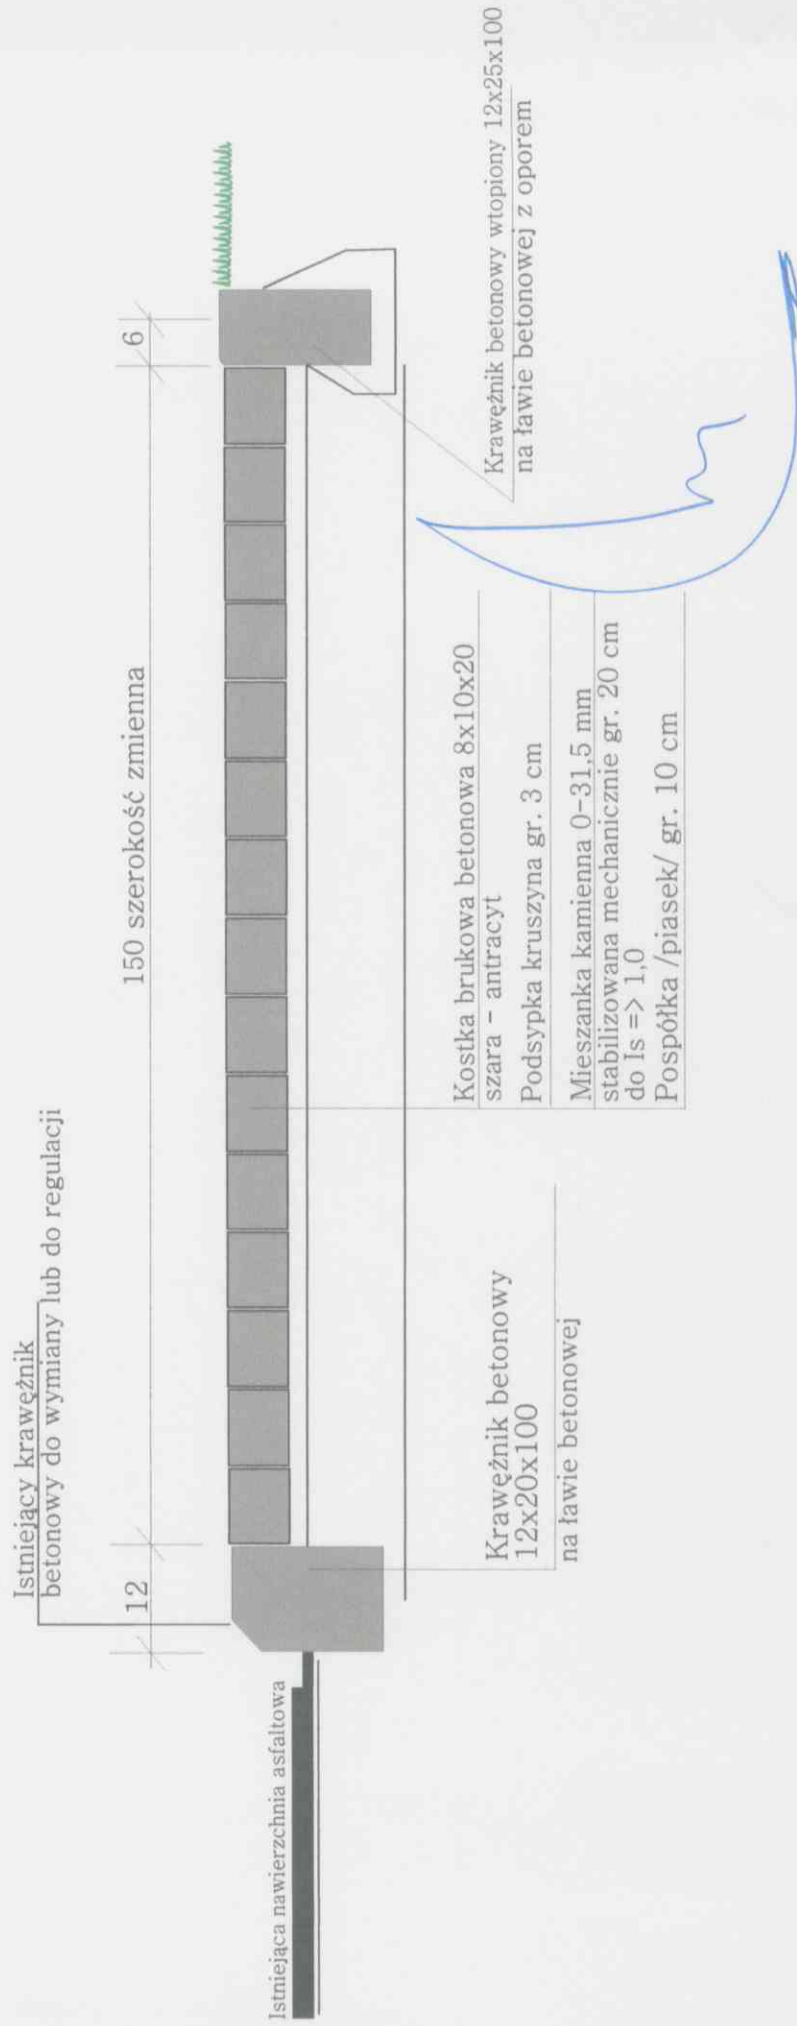 Istniejący krawężnik
betonowy do wymiany lub do regulacji
12
150 szerokość zmienna
6
Istniejąca nawierzchnia asfaltowa
Krawężnik betonowy
12x20x100
na ławie betonowej
Kostka brukowa betonowa 8x10x20
szara - antracyt
Podsypka kruszyna gr. 3 cm
Mieszanka kamienna 0-31,5 mm
stabilizowana mechanicznie gr. 20 cm
do Is => 1,0
Pospółka /piasek/ gr. 10 cm
Krawężnik betonowy wtopiony 12x25x100
na ławie betonowej z oporem